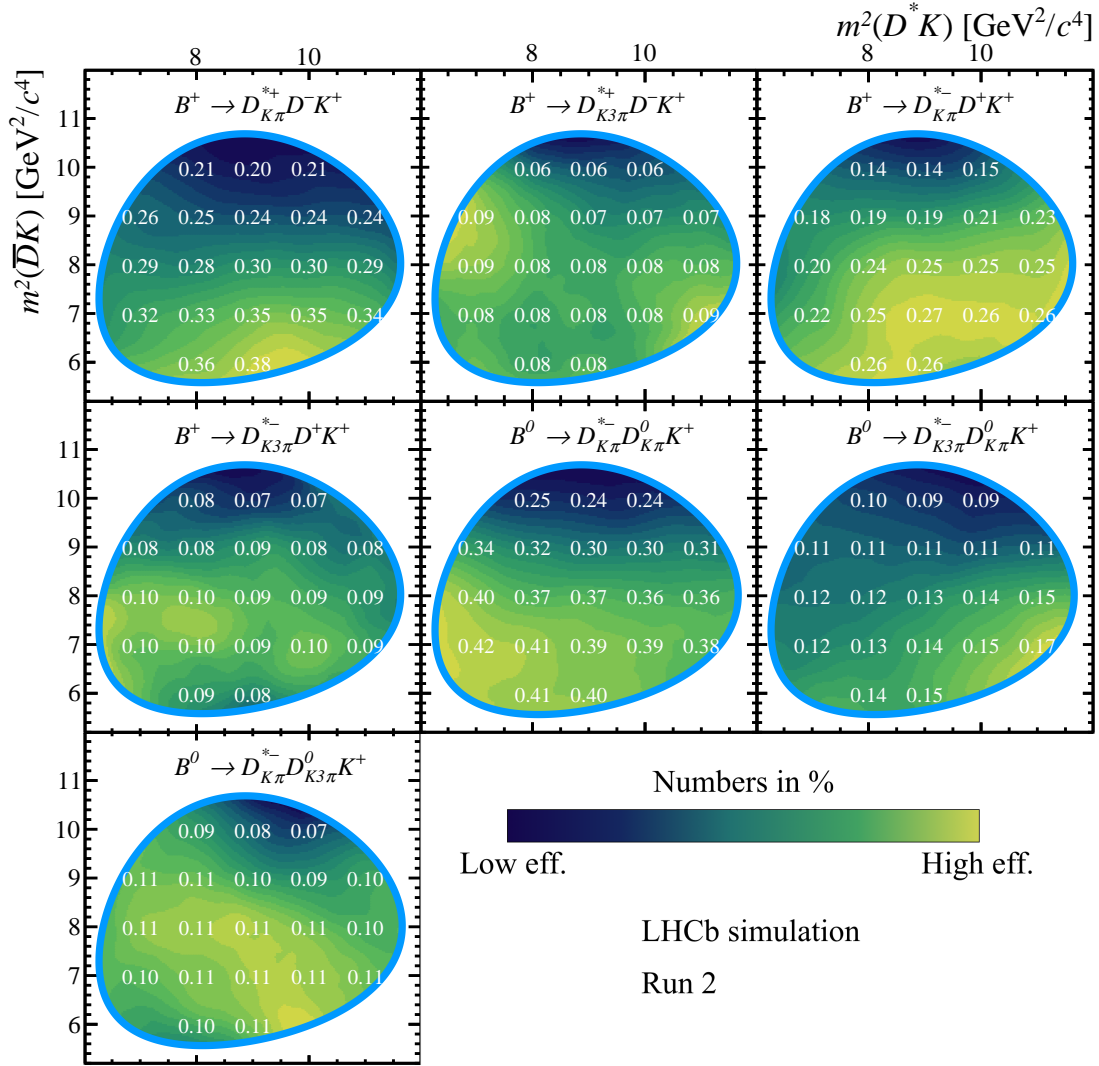 m²(D*K) [GeV²/c⁴]
8 10 8 10 8 10
m²(D̅K) [GeV²/c⁴]
B⁺ → D*⁺_Kπ D⁻K⁺
11
10
9
8
7
6
0.21 0.20 0.21
0.26 0.25 0.24 0.24 0.24
0.29 0.28 0.30 0.30 0.29
0.32 0.33 0.35 0.35 0.34
0.36 0.38
B⁺ → D*⁺_K3π D⁻K⁺
0.06 0.06 0.06
0.09 0.08 0.07 0.07 0.07
0.09 0.08 0.08 0.08 0.08
0.08 0.08 0.08 0.08 0.09
0.08 0.08
B⁺ → D*⁻_Kπ D⁺K⁺
0.14 0.14 0.15
0.18 0.19 0.19 0.21 0.23
0.20 0.24 0.25 0.25 0.25
0.22 0.25 0.27 0.26 0.26
0.26 0.26
B⁺ → D*⁻_K3π D⁺K⁺
11
10
9
8
7
6
0.08 0.07 0.07
0.08 0.08 0.09 0.08 0.08
0.10 0.10 0.09 0.09 0.09
0.10 0.10 0.09 0.10 0.09
0.09 0.08
B⁰ → D*⁻_Kπ D⁰_Kπ K⁺
0.25 0.24 0.24
0.34 0.32 0.30 0.30 0.31
0.40 0.37 0.37 0.36 0.36
0.42 0.41 0.39 0.39 0.38
0.41 0.40
B⁰ → D*⁻_K3π D⁰_Kπ K⁺
0.10 0.09 0.09
0.11 0.11 0.11 0.11 0.11
0.12 0.12 0.13 0.14 0.15
0.12 0.13 0.14 0.15 0.17
0.14 0.15
B⁰ → D*⁻_Kπ D⁰_K3π K⁺
11
10
9
8
7
6
0.09 0.08 0.07
0.11 0.11 0.10 0.09 0.10
0.11 0.11 0.11 0.11 0.10
0.10 0.11 0.11 0.11 0.11
0.10 0.11
Numbers in %
Low eff. High eff.
LHCb simulation
Run 2